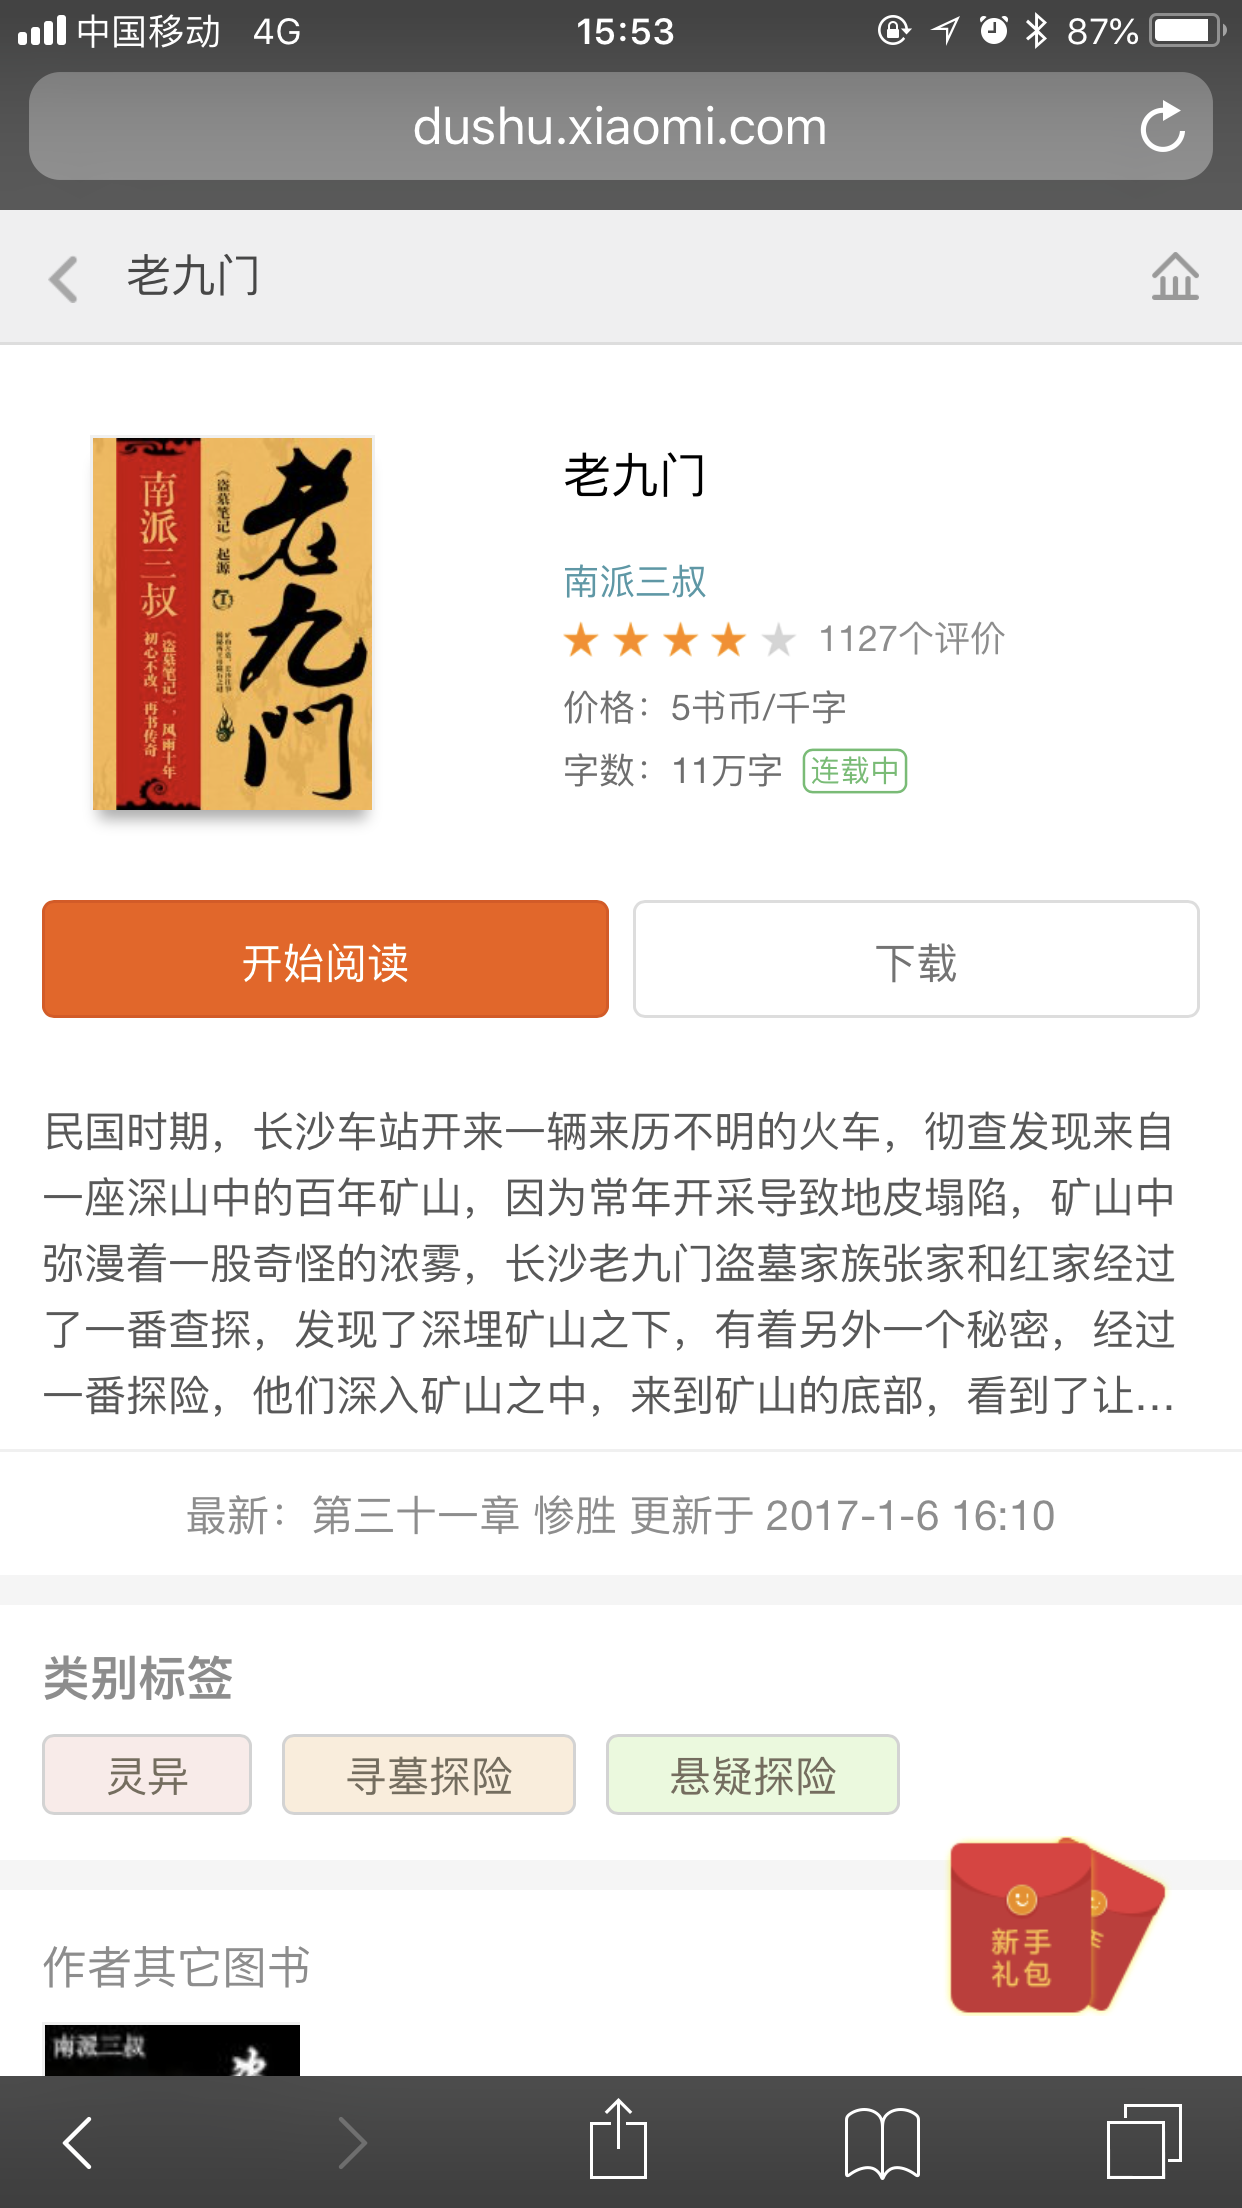 中国移动 4G 15:53 87%
dushu.xiaomi.com
老九门
老九门
南派三叔
《盗墓笔记》起源
南派三叔
《盗墓笔记》，风雨十年
初心不改，再书传奇
老九门
南派三叔
1127个评价
价格：5书币/千字
字数：11万字 连载中
开始阅读 下载
民国时期，长沙车站开来一辆来历不明的火车，彻查发现来自
一座深山中的百年矿山，因为常年开采导致地皮塌陷，矿山中
弥漫着一股奇怪的浓雾，长沙老九门盗墓家族张家和红家经过
了一番查探，发现了深埋矿山之下，有着另外一个秘密，经过
一番探险，他们深入矿山之中，来到矿山的底部，看到了让...
最新：第三十一章 惨胜 更新于 2017-1-6 16:10
类别标签
灵异 寻墓探险 悬疑探险
新手
礼包
作者其它图书
南派三叔